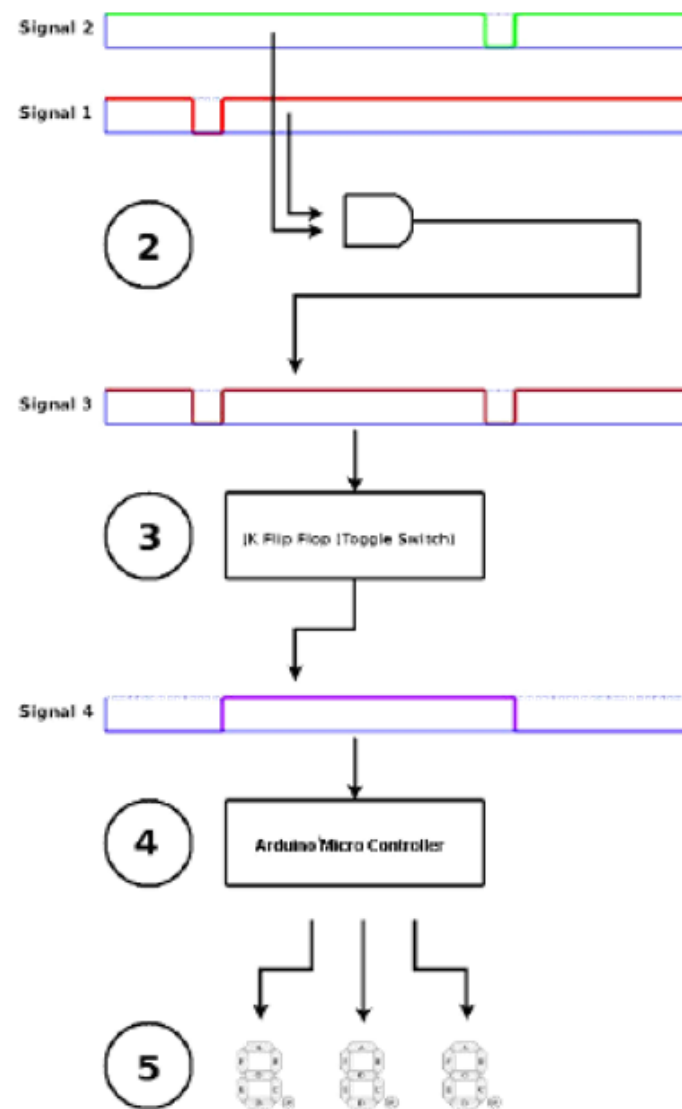 Signal 2
Signal 1
2
Signal 3
3
JK Flip Flop (Toggle Switch)
Signal 4
4
Arduino Micro Controller
5